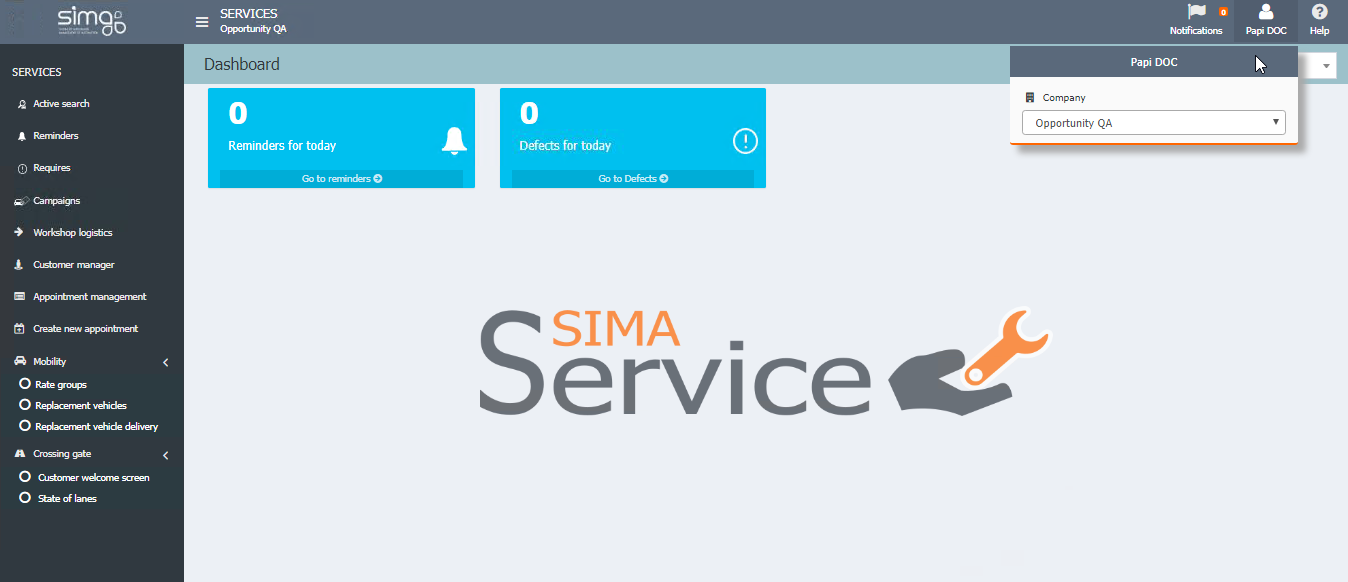 sima
SERVICES
Opportunity QA
Notifications
0
Papi DOC
Help
SERVICES
Active search
Reminders
Requires
Campaigns
Workshop logistics
Customer manager
Appointment management
Create new appointment
Mobility
Rate groups
Replacement vehicles
Replacement vehicle delivery
Crossing gate
Customer welcome screen
State of lanes
Dashboard
Papi DOC
Company
Opportunity QA
0
Reminders for today
Go to reminders
0
Defects for today
Go to Defects
SIMA
Service